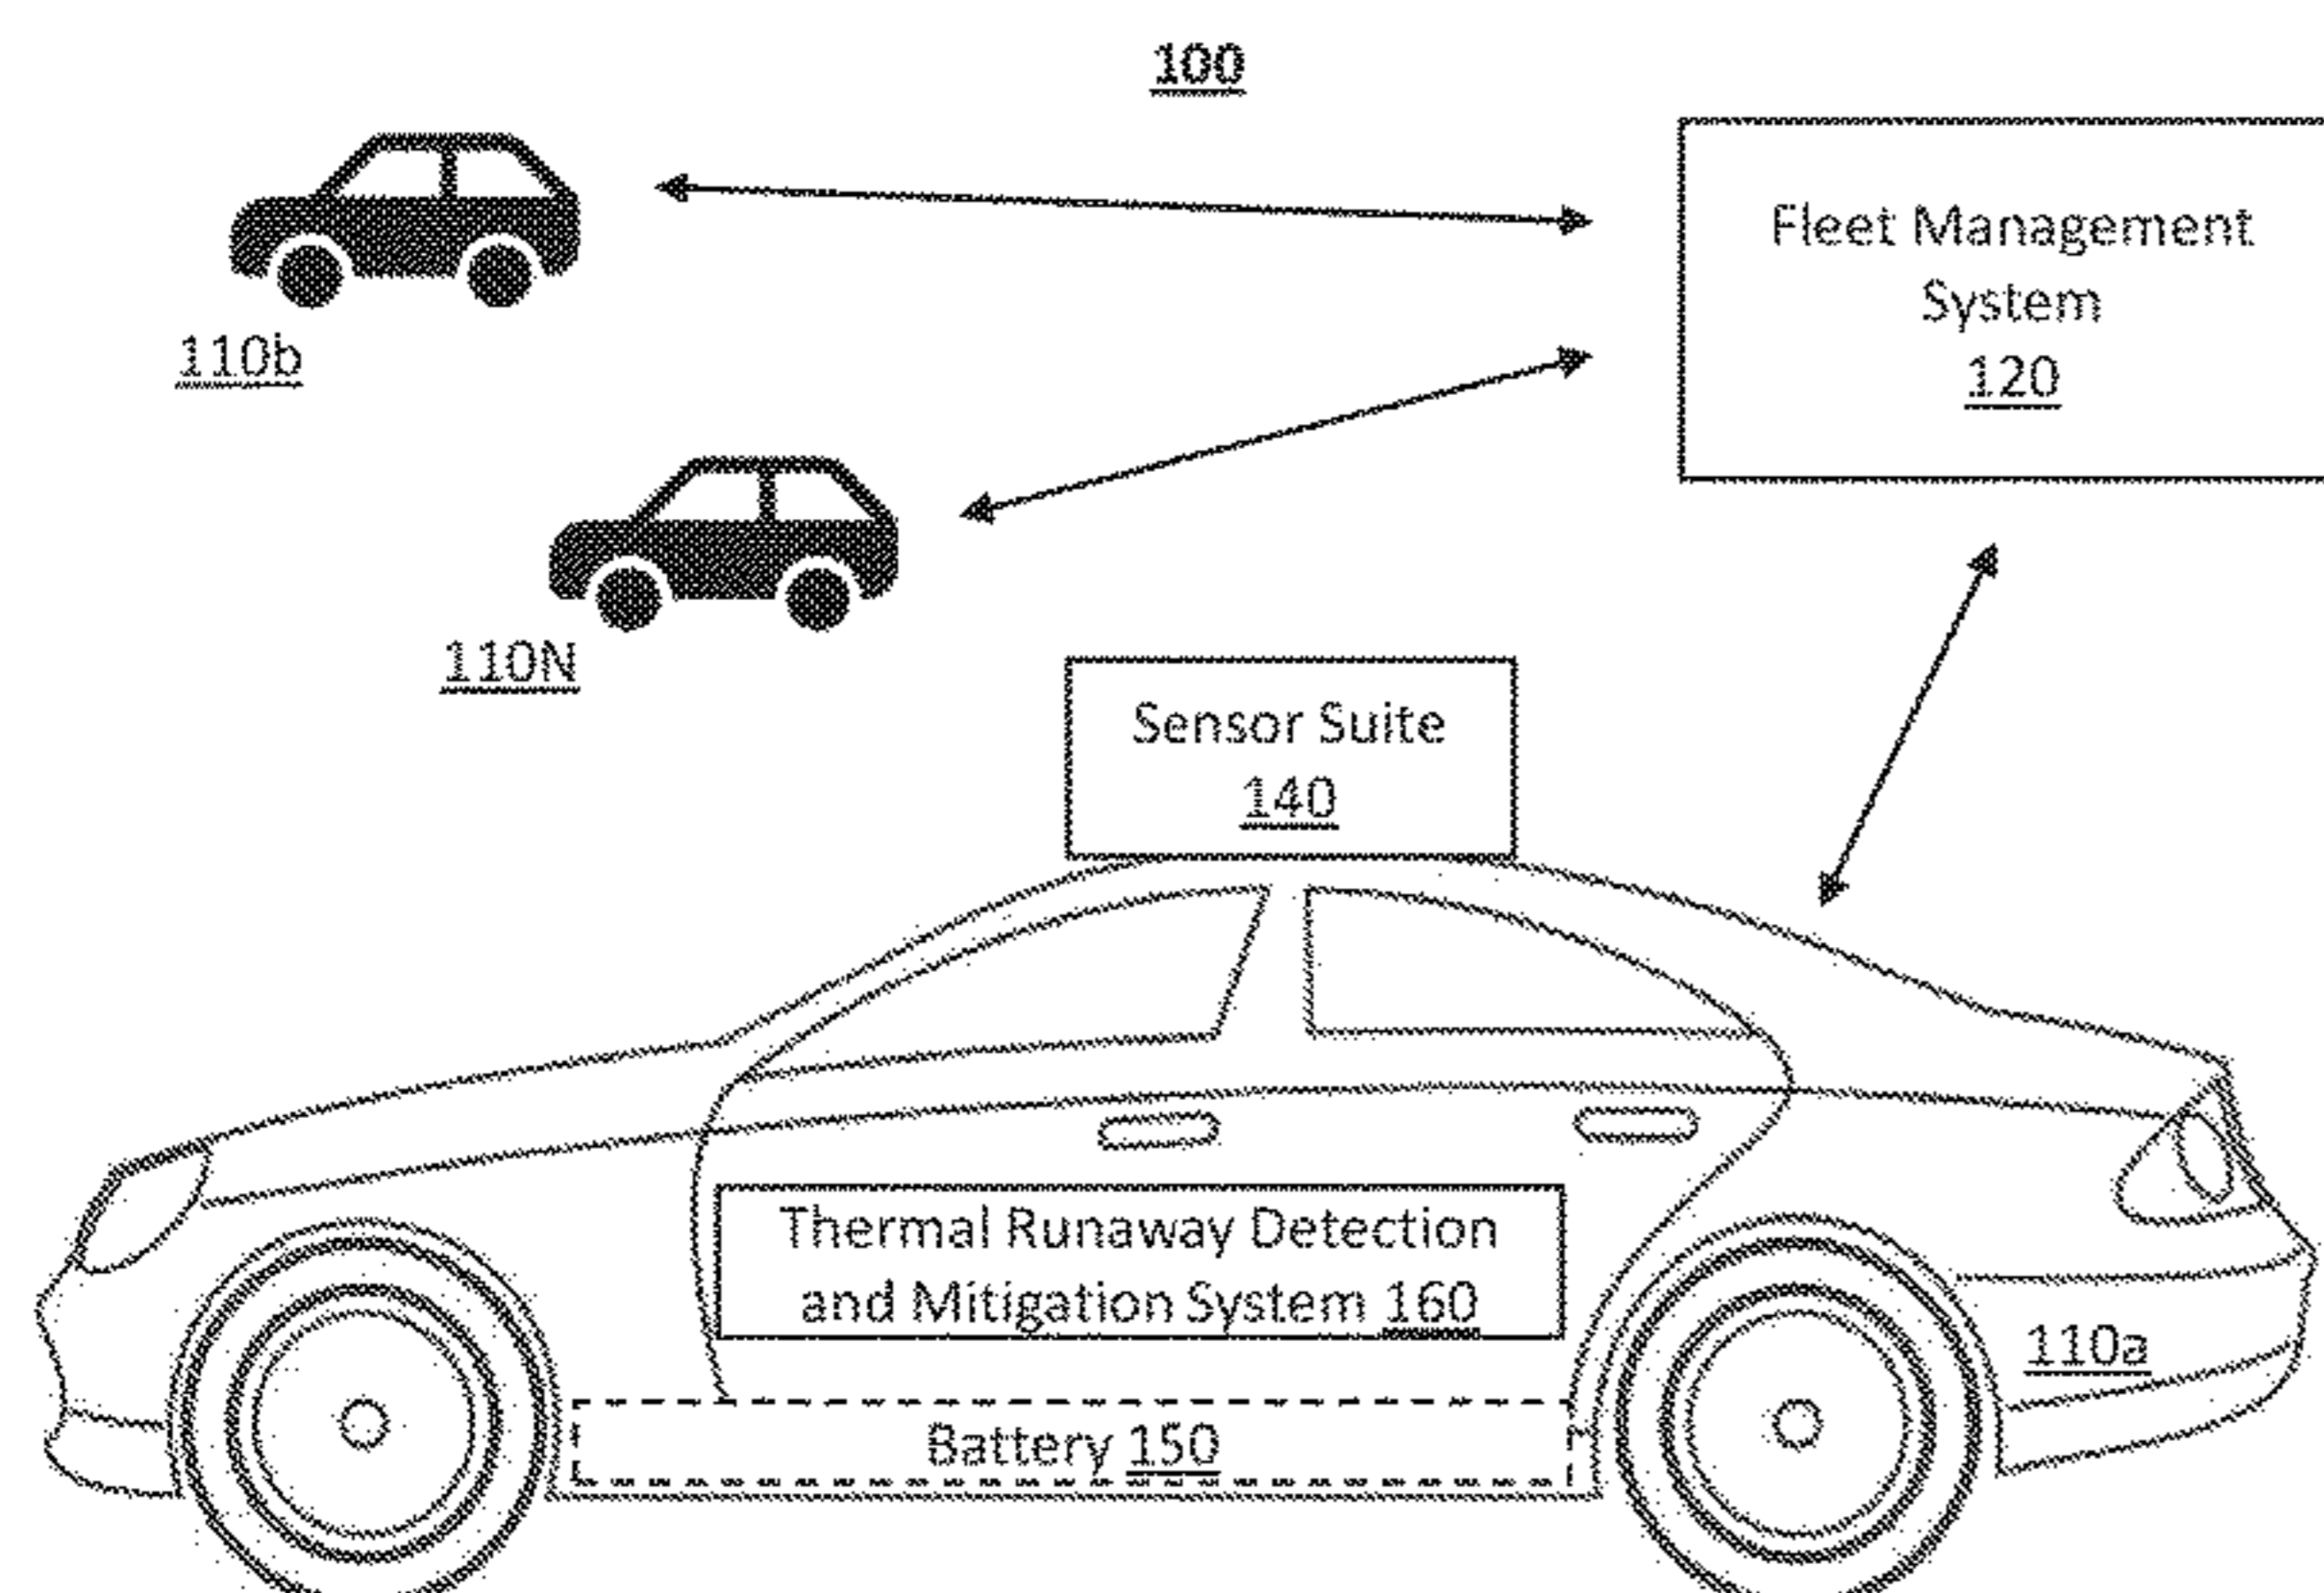 100
Fleet Management
System
120
110b
110N
Sensor Suite
140
Thermal Runaway Detection
and Mitigation System 160
110a
Battery 150